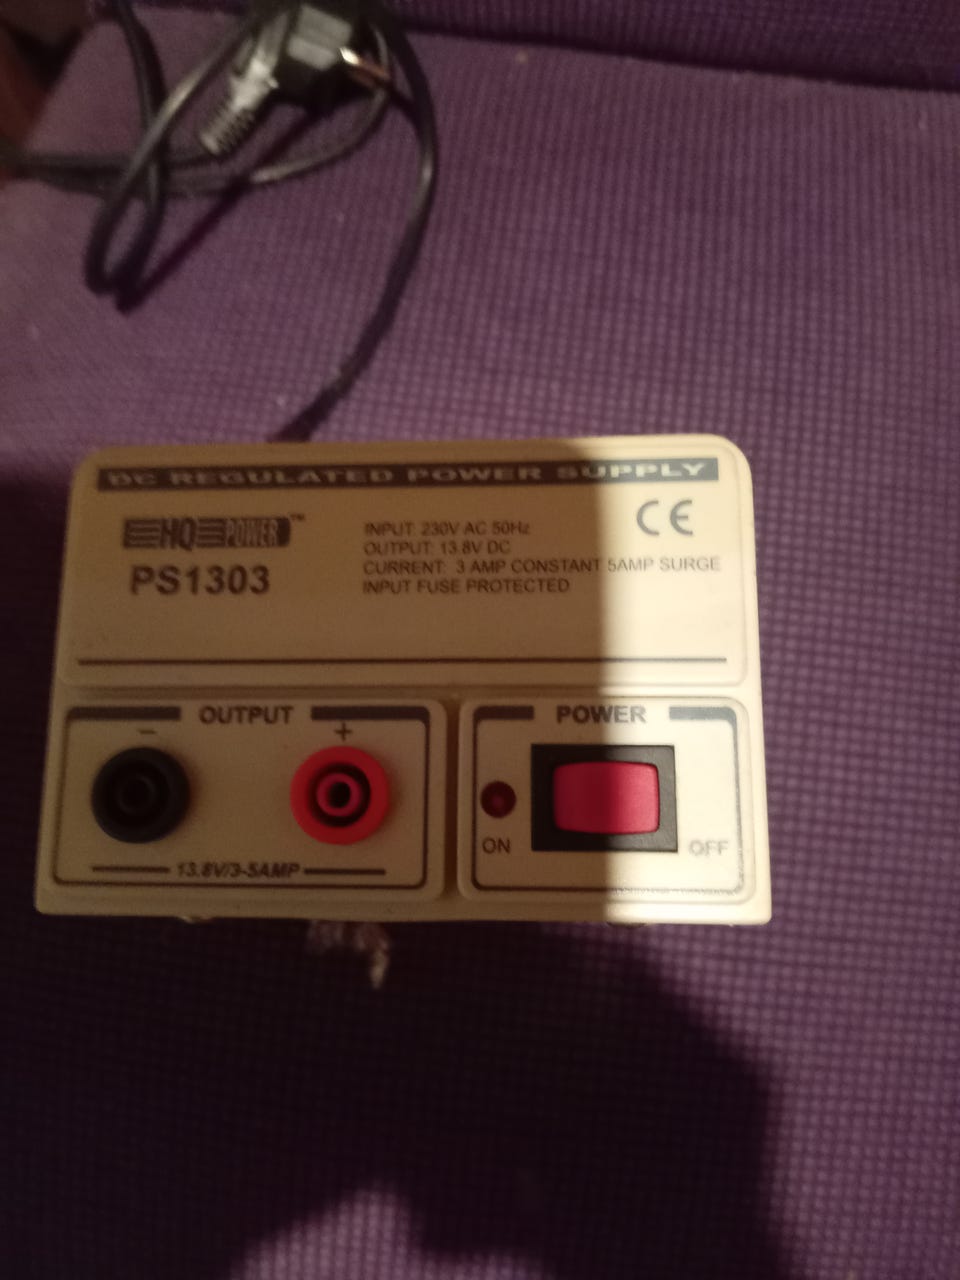 DC REGULATED POWER SUPPLY
HQ POWER™
PS1303
INPUT: 230V AC 50Hz
OUTPUT: 13.8V DC
CURRENT: 3 AMP CONSTANT 5AMP SURGE
INPUT FUSE PROTECTED
CE
OUTPUT
- +
13.8V/3-5AMP
POWER
ON OFF